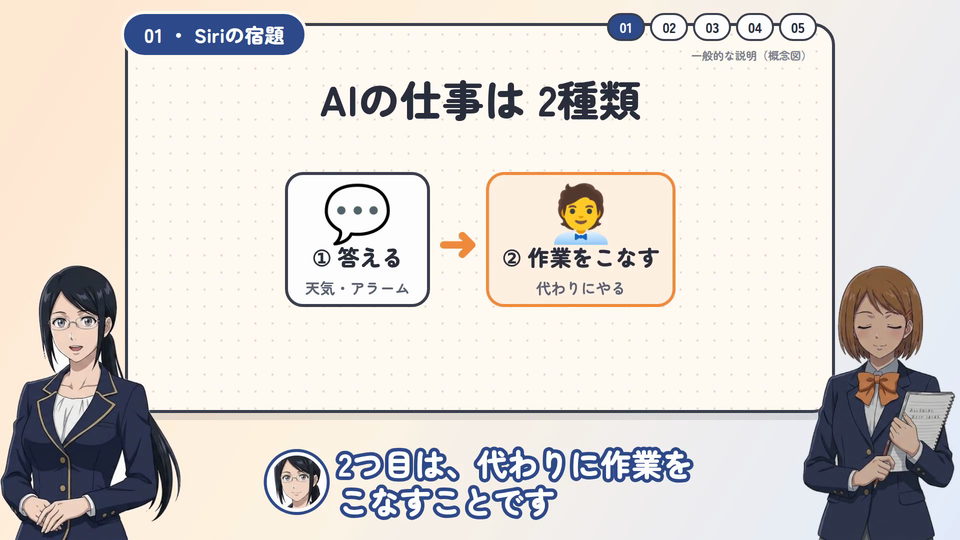 01 ・ Siriの宿題
01 02 03 04 05
一般的な説明（概念図）
AIの仕事は 2種類
① 答える
天気・アラーム
② 作業をこなす
代わりにやる
2つ目は、代わりに作業を
こなすことです